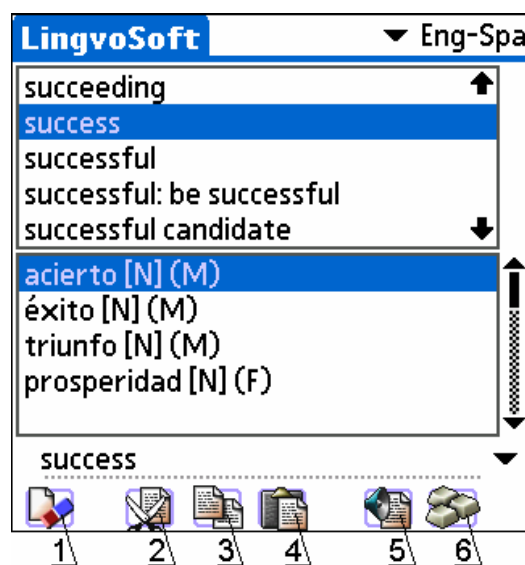 LingvoSoft Eng-Spa
succeeding
success
successful
successful: be successful
successful candidate
acierto [N] (M)
éxito [N] (M)
triunfo [N] (M)
prosperidad [N] (F)
success
1 2 3 4 5 6